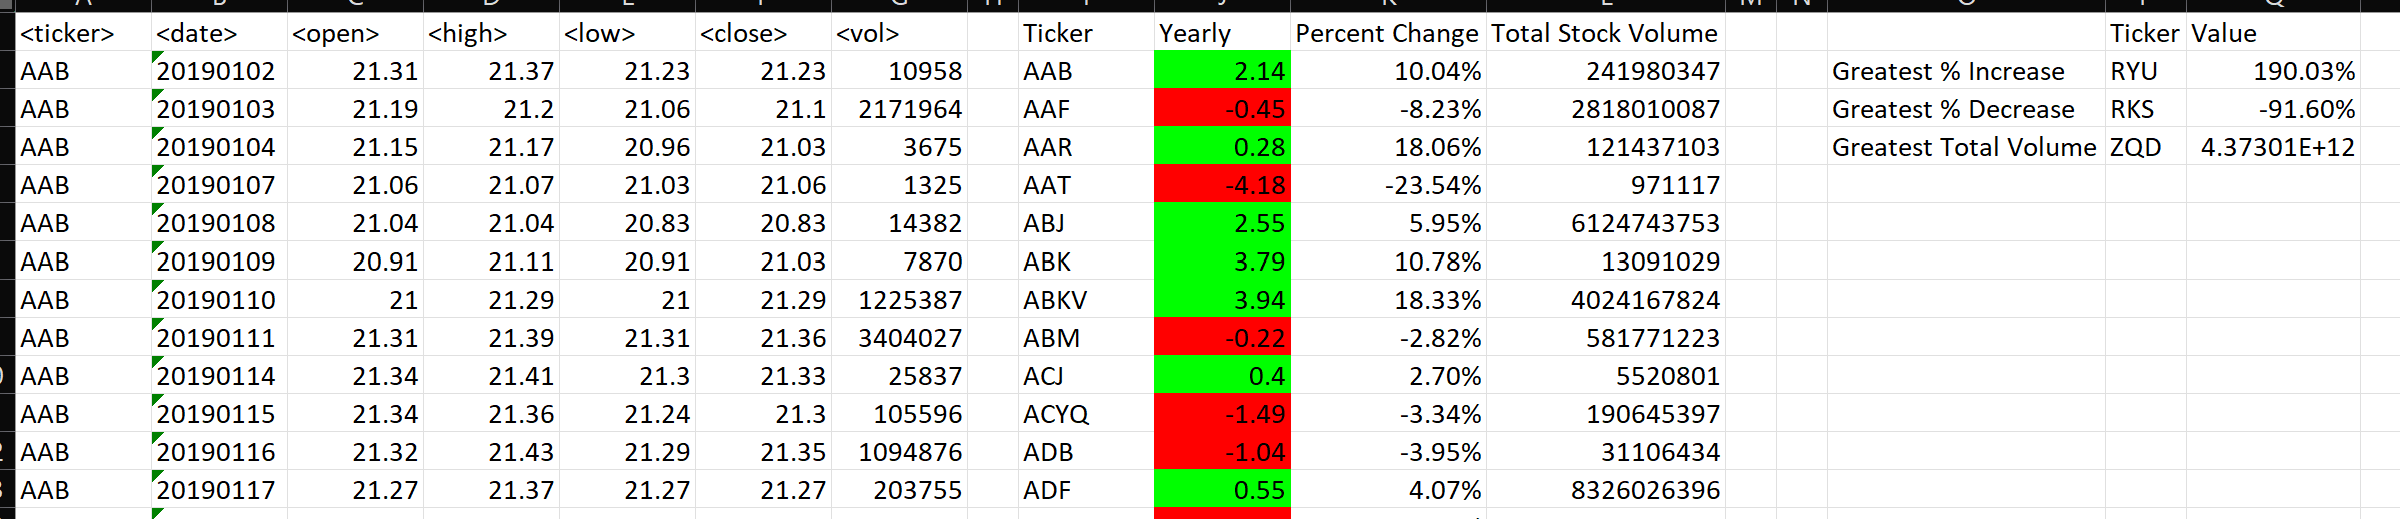 <ticker> <date> <open> <high> <low> <close> <vol> Ticker Yearly Percent Change Total Stock Volume Ticker Value
AAB 20190102 21.31 21.37 21.23 21.23 10958 AAB 2.14 10.04% 241980347 Greatest % Increase RYU 190.03%
AAB 20190103 21.19 21.2 21.06 21.1 2171964 AAF -0.45 -8.23% 2818010087 Greatest % Decrease RKS -91.60%
AAB 20190104 21.15 21.17 20.96 21.03 3675 AAR 0.28 18.06% 121437103 Greatest Total Volume ZQD 4.37301E+12
AAB 20190107 21.06 21.07 21.03 21.06 1325 AAT -4.18 -23.54% 971117
AAB 20190108 21.04 21.04 20.83 20.83 14382 ABJ 2.55 5.95% 6124743753
AAB 20190109 20.91 21.11 20.91 21.03 7870 ABK 3.79 10.78% 13091029
AAB 20190110 21 21.29 21 21.29 1225387 ABKV 3.94 18.33% 4024167824
AAB 20190111 21.31 21.39 21.31 21.36 3404027 ABM -0.22 -2.82% 581771223
AAB 20190114 21.34 21.41 21.3 21.33 25837 ACJ 0.4 2.70% 5520801
AAB 20190115 21.34 21.36 21.24 21.3 105596 ACYQ -1.49 -3.34% 190645397
AAB 20190116 21.32 21.43 21.29 21.35 1094876 ADB -1.04 -3.95% 31106434
AAB 20190117 21.27 21.37 21.27 21.27 203755 ADF 0.55 4.07% 8326026396